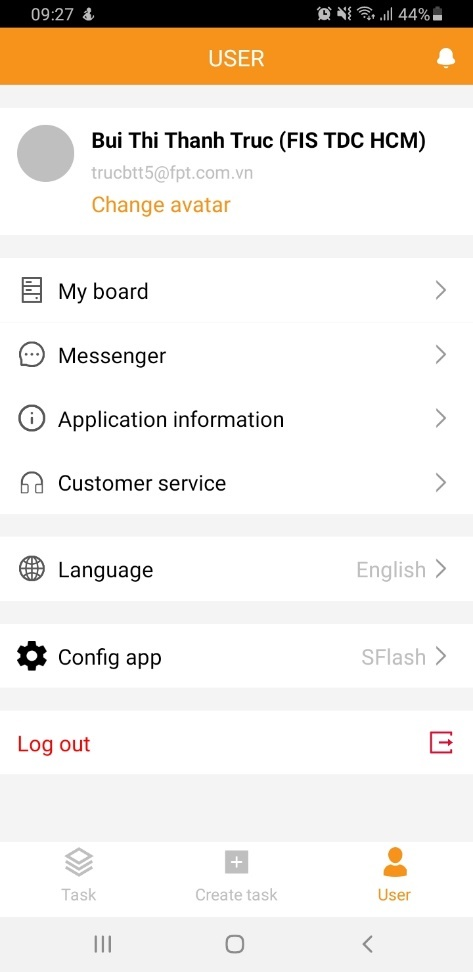 09:27
44%
USER
Bui Thi Thanh Truc (FIS TDC HCM)
trucbtt5@fpt.com.vn
Change avatar
My board
Messenger
Application information
Customer service
Language English
Config app SFlash
Log out
Task Create task User